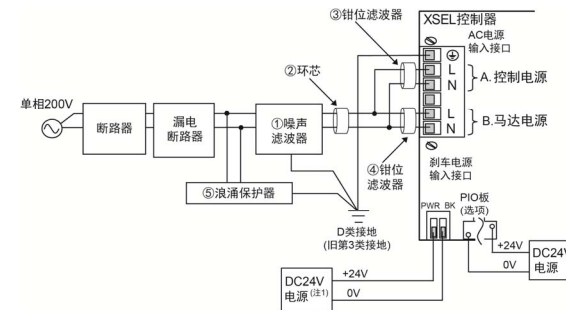 ③钳位滤波器
XSEL控制器
AC电源
输入接口
②环芯
L
N
A.控制电源
单相200V
断路器
漏电
断路器
①噪声
滤波器
L
N
B.马达电源
④钳位
滤波器
刹车电源
输入接口
⑤浪涌保护器
D类接地
(旧第3类接地)
PWR BK
PIO板
(选项)
+24V
0V
DC24V
电源
DC24V
电源(注1)
+24V
0V